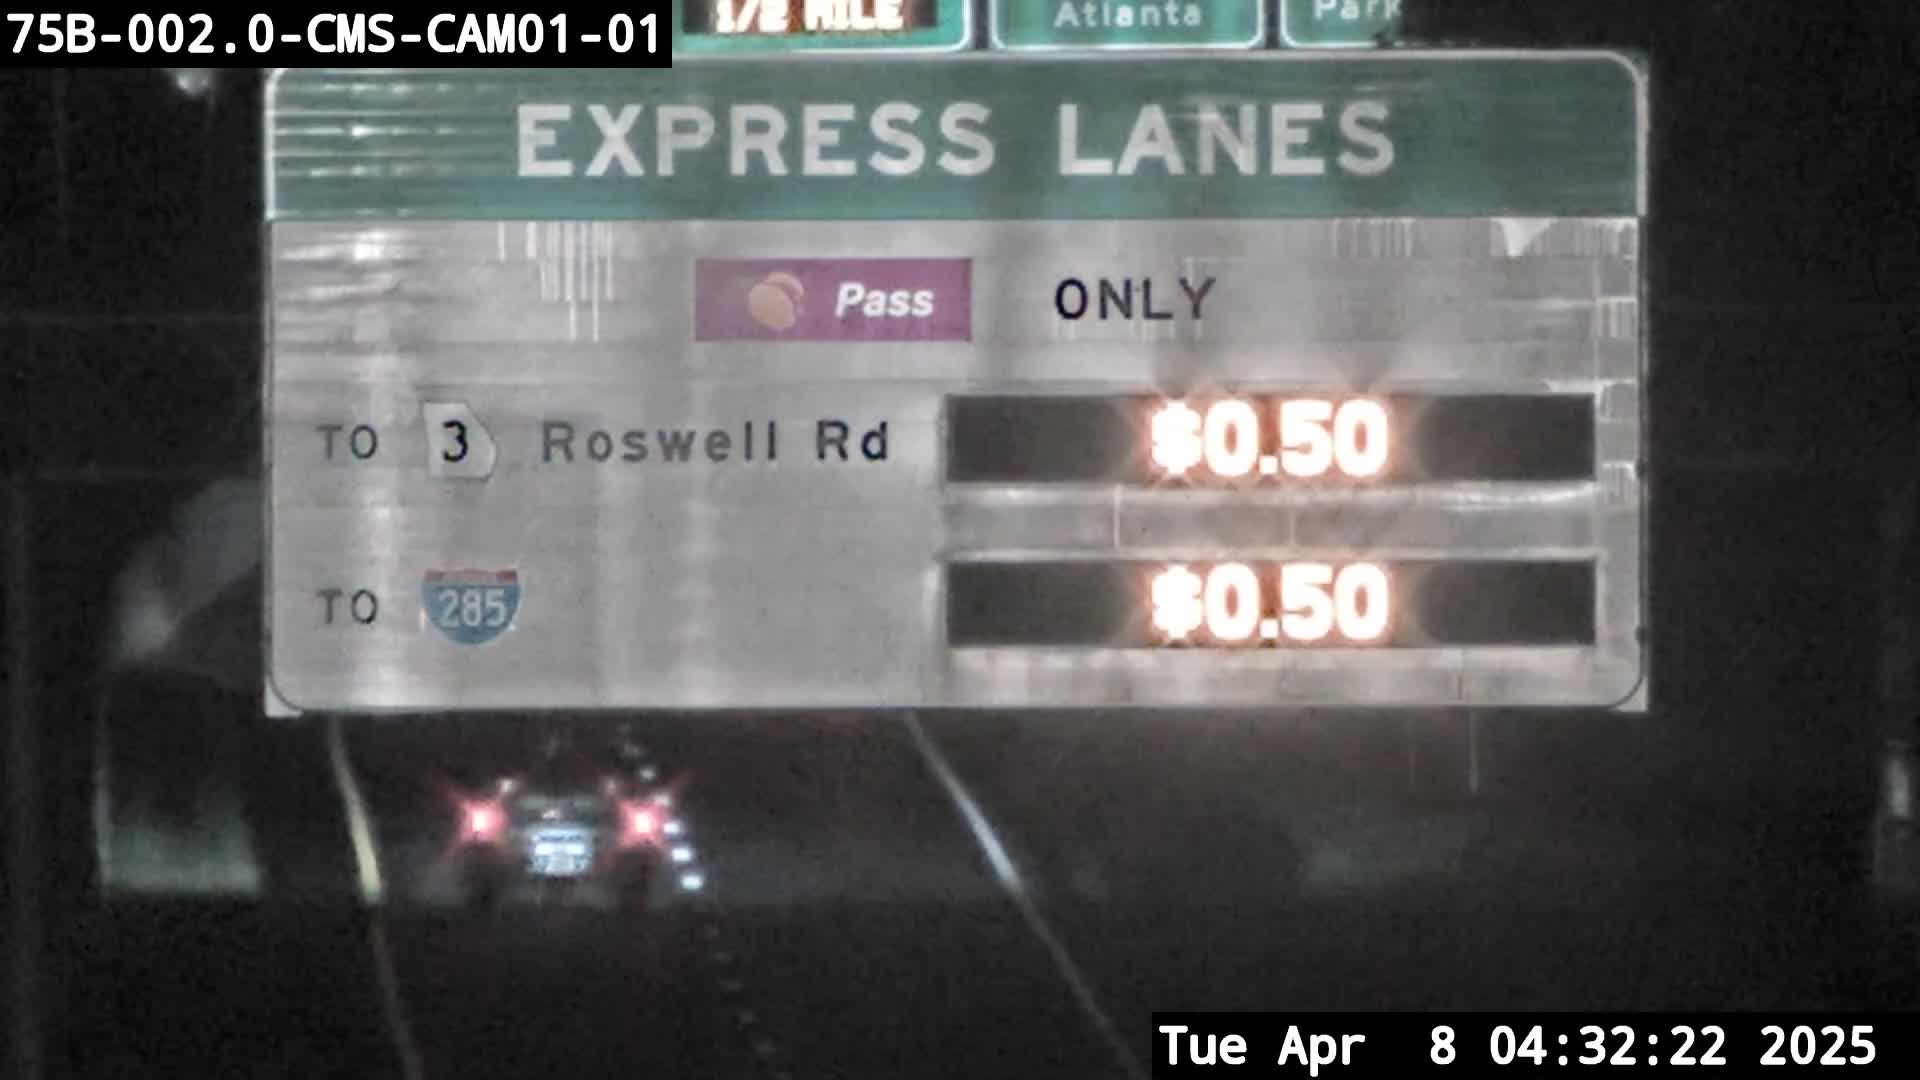 75B-002.0-CMS-CAM01-01
1/2 MILE
Atlanta
Park
EXPRESS LANES
Pass ONLY
TO 3 Roswell Rd $0.50
TO 285 $0.50
Tue Apr 8 04:32:22 2025